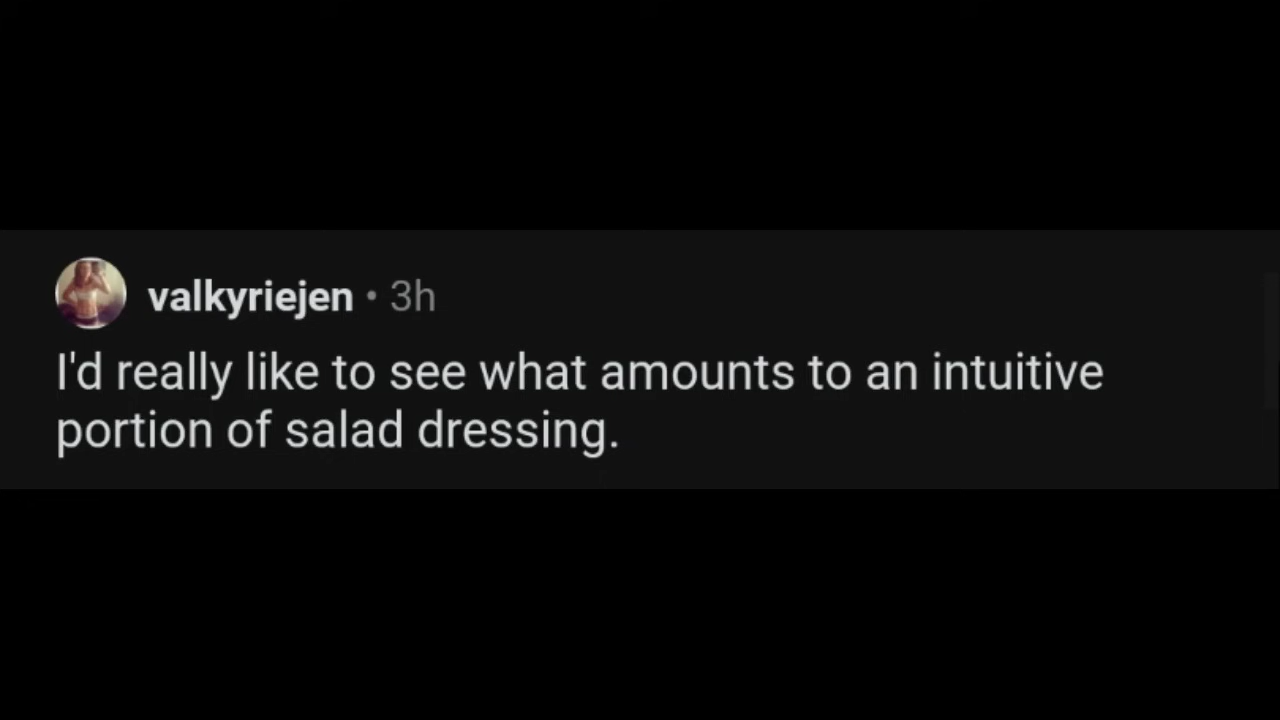 valkyriejen • 3h
I'd really like to see what amounts to an intuitive
portion of salad dressing.